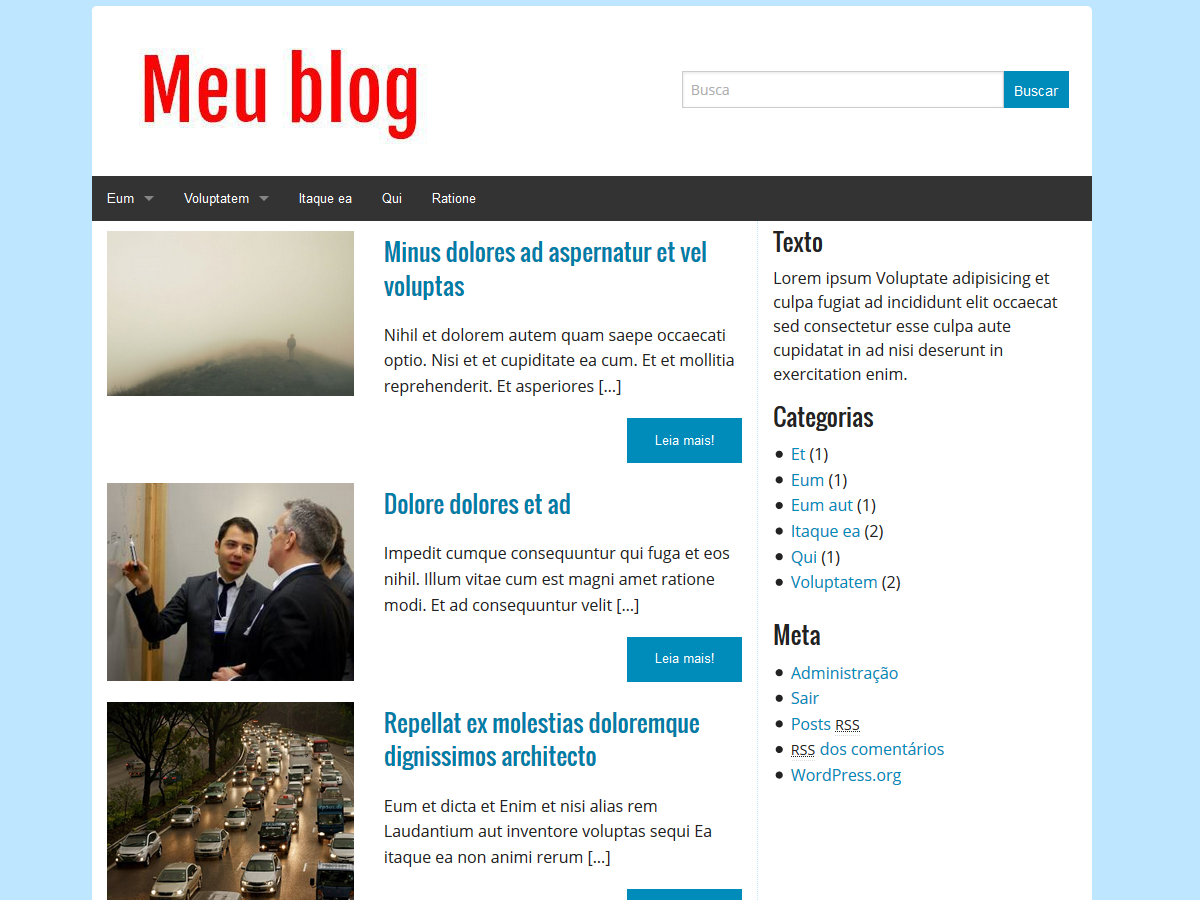 Meu blog
Busca
Buscar
Eum
Voluptatem
Itaque ea
Qui
Ratione
Minus dolores ad aspernatur et vel
voluptas
Nihil et dolorem autem quam saepe occaecati
optio. Nisi et et cupiditate ea cum. Et et mollitia
reprehenderit. Et asperiores [...]
Leia mais!
Dolore dolores et ad
Impedit cumque consequuntur qui fuga et eos
nihil. Illum vitae cum est magni amet ratione
modi. Et ad consequuntur velit [...]
Leia mais!
Repellat ex molestias doloremque
dignissimos architecto
Eum et dicta et Enim et nisi alias rem
Laudantium aut inventore voluptas sequi Ea
itaque ea non animi rerum [...]
Texto
Lorem ipsum Voluptate adipisicing et
culpa fugiat ad incididunt elit occaecat
sed consectetur esse culpa aute
cupidatat in ad nisi deserunt in
exercitation enim.
Categorias
Et (1)
Eum (1)
Eum aut (1)
Itaque ea (2)
Qui (1)
Voluptatem (2)
Meta
Administração
Sair
Posts RSS
RSS dos comentários
WordPress.org